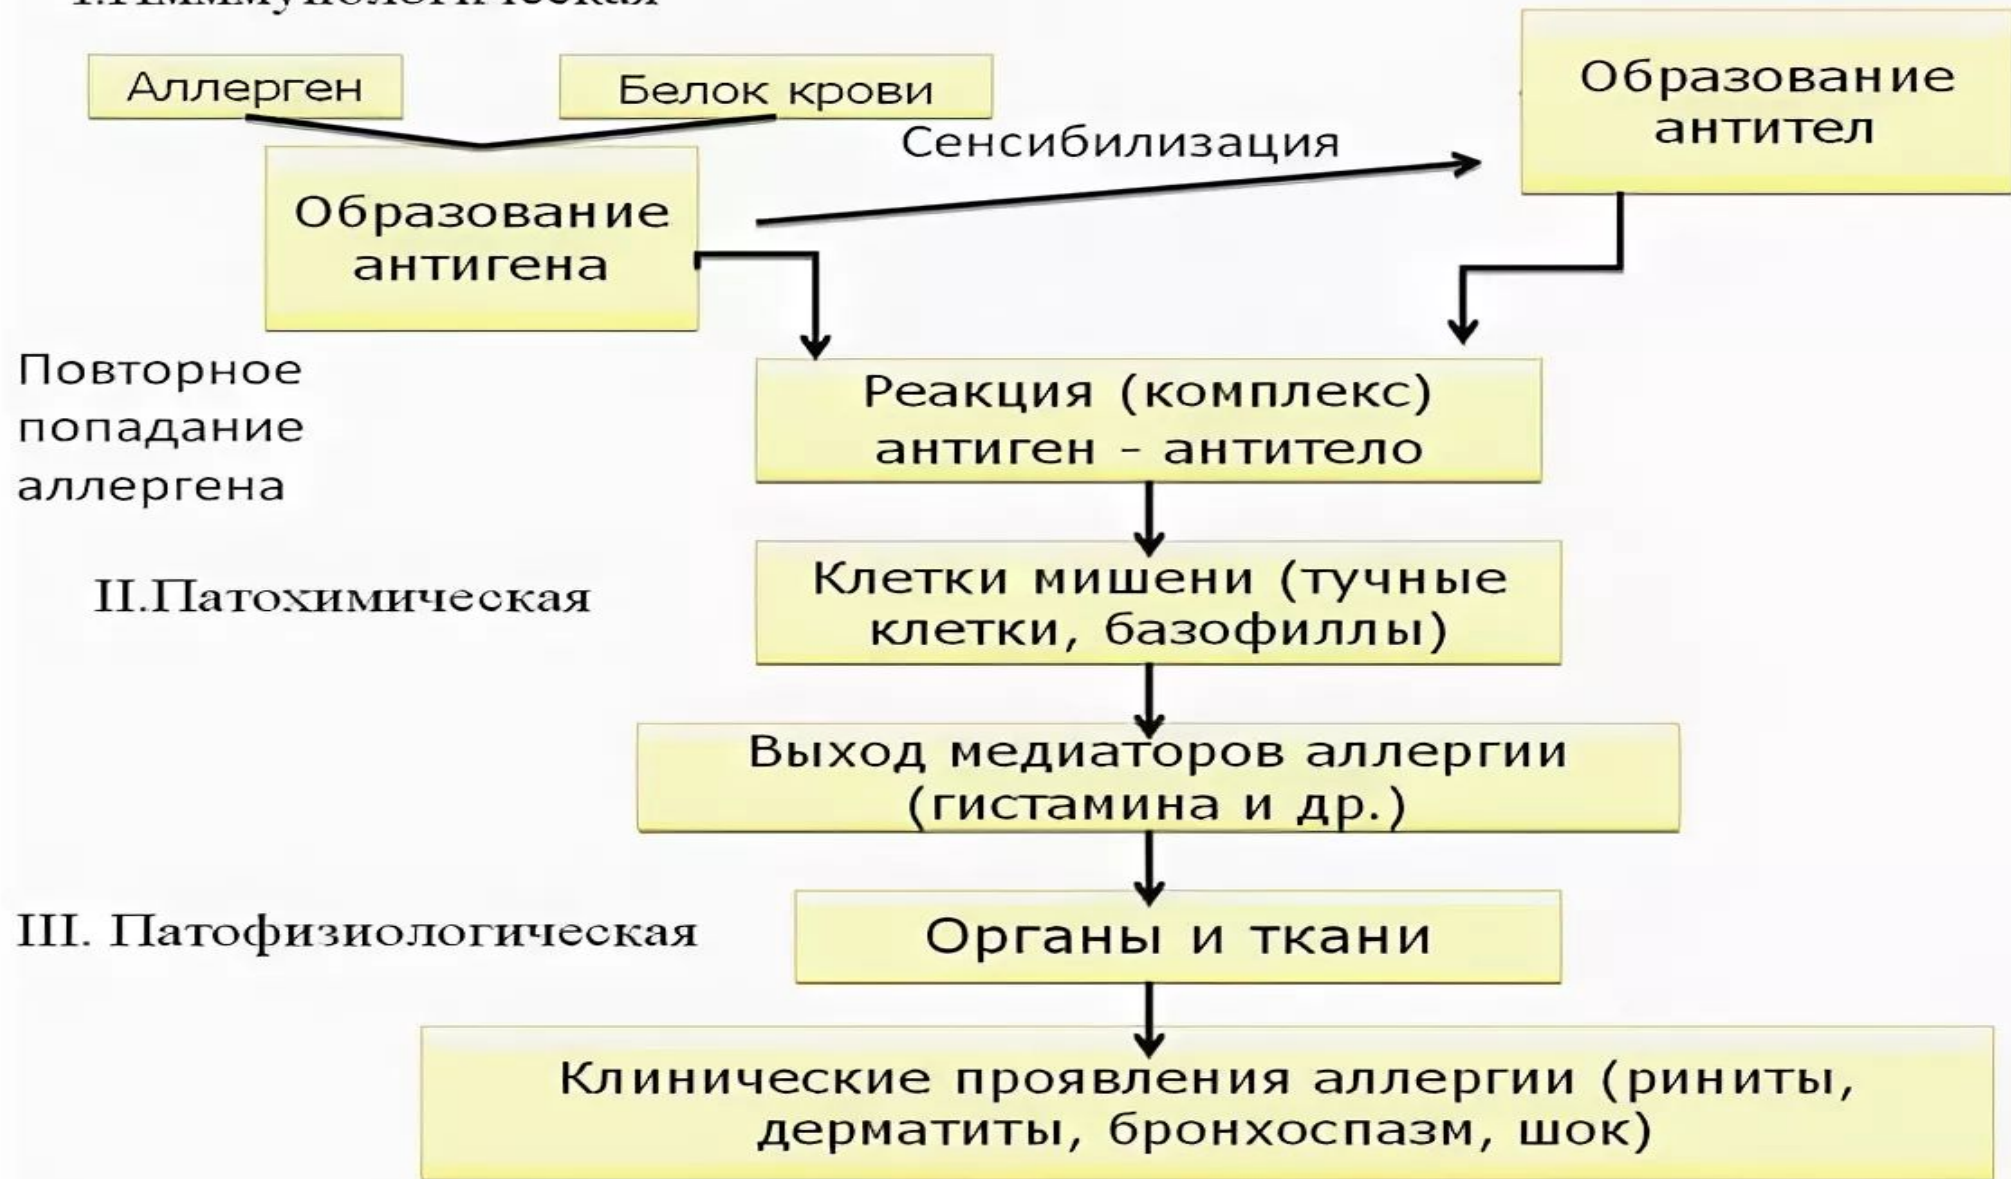 Аллерген
Белок крови
Образование
антител
Сенсибилизация
Образование
антигена
Повторное
попадание
аллергена
Реакция (комплекс)
антиген - антитело
II.Патохимическая
Клетки мишени (тучные
клетки, базофиллы)
Выход медиаторов аллергии
(гистамина и др.)
III. Патофизиологическая
Органы и ткани
Клинические проявления аллергии (риниты,
дерматиты, бронхоспазм, шок)